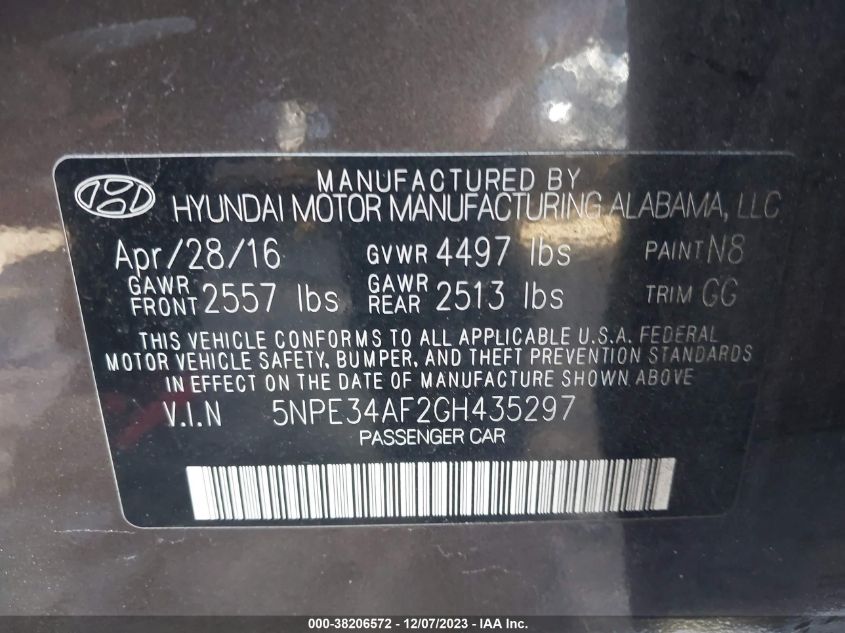 MANUFACTURED BY
HYUNDAI MOTOR MANUFACTURING ALABAMA, LLC
Apr/28/16 GVWR 4497 lbs PAINT N8
GAWR FRONT 2557 lbs GAWR REAR 2513 lbs TRIM GG
THIS VEHICLE CONFORMS TO ALL APPLICABLE U.S.A. FEDERAL
MOTOR VEHICLE SAFETY, BUMPER, AND THEFT PREVENTION STANDARDS
IN EFFECT ON THE DATE OF MANUFACTURE SHOWN ABOVE.
V.I.N 5NPE34AF2GH435297
PASSENGER CAR
000-38206572 - 12/07/2023 - IAA Inc.